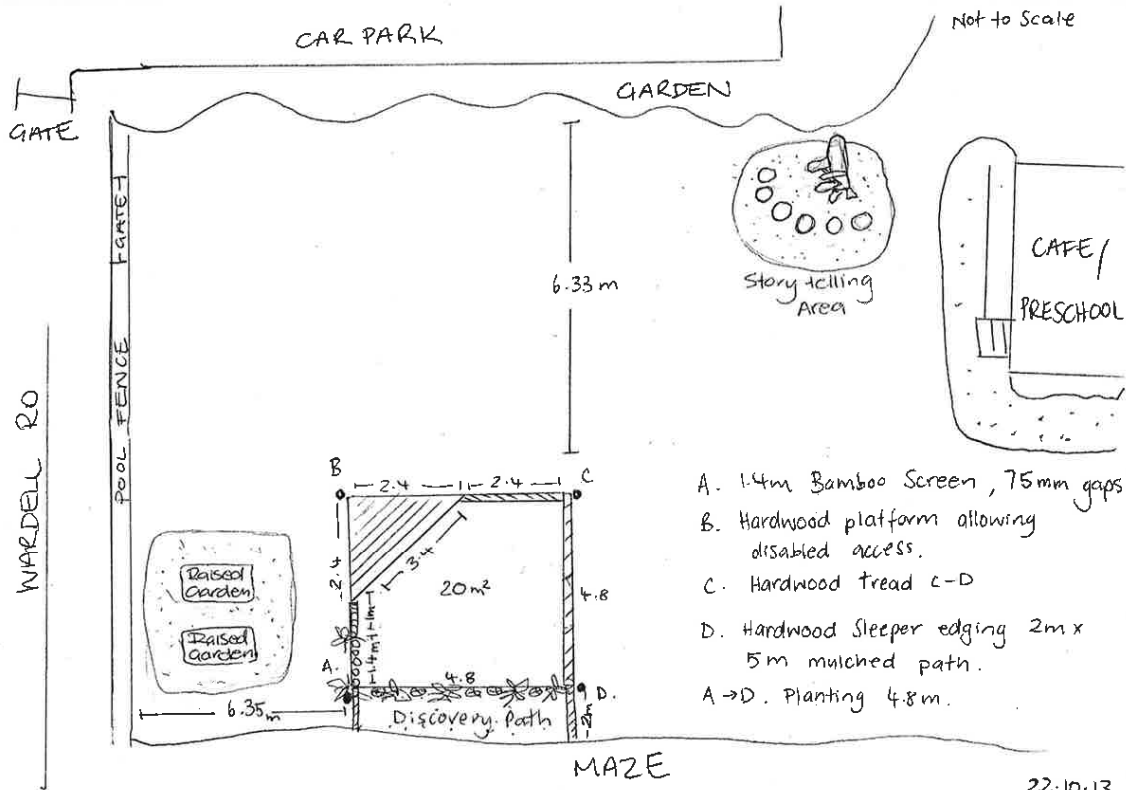 Not to Scale
CAR PARK
GARDEN
GATE
GATE
POOL FENCE
WARDELL RD
6.33m
Story telling
Area
CAFE/
PRESCHOOL
B
2.4
2.4
C
2.4
3.4
20m²
4.8
1.4m
1m
A.
4.8
D.
Raised
Garden
Raised
Garden
6.35m
Discovery Path
2m
MAZE
A. 1.4m Bamboo Screen, 75mm gaps
B. Hardwood platform allowing
disabled access.
C. Hardwood tread C-D
D. Hardwood Sleeper edging 2m x
5m mulched path.
A → D. Planting 4.8m.
22.10.13